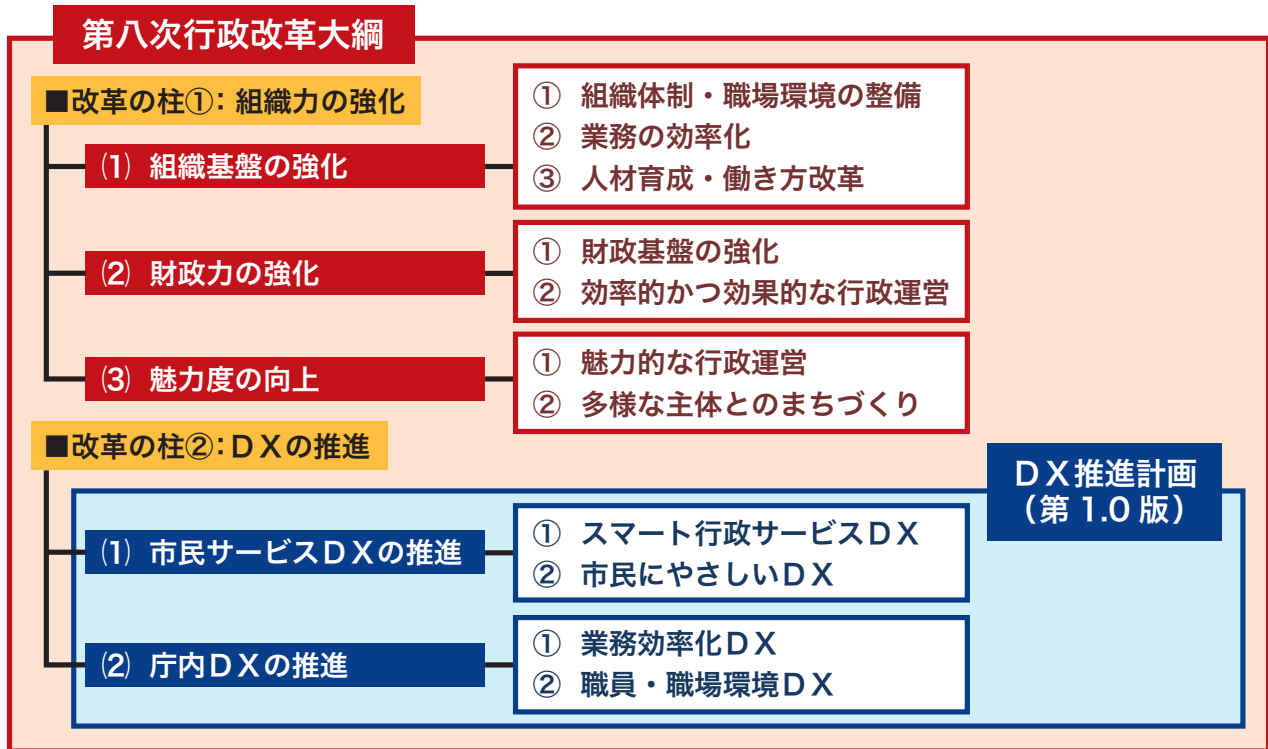 第八次行政改革大綱
■改革の柱①：組織力の強化
⑴ 組織基盤の強化
① 組織体制・職場環境の整備
② 業務の効率化
③ 人材育成・働き方改革
⑵ 財政力の強化
① 財政基盤の強化
② 効率的かつ効果的な行政運営
⑶ 魅力度の向上
① 魅力的な行政運営
② 多様な主体とのまちづくり
■改革の柱②：ＤＸの推進
ＤＸ推進計画
（第 1.0 版）
⑴ 市民サービスＤＸの推進
① スマート行政サービスＤＸ
② 市民にやさしいＤＸ
⑵ 庁内ＤＸの推進
① 業務効率化ＤＸ
② 職員・職場環境ＤＸ